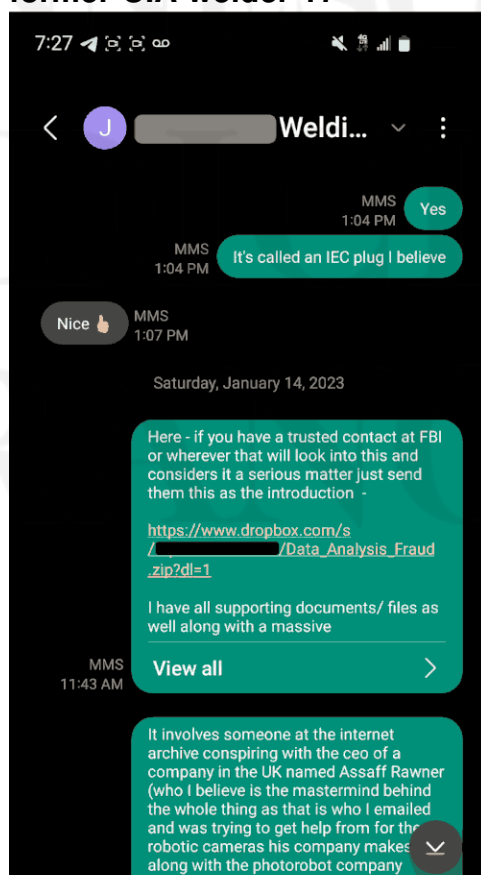 7:27
Weldi...
MMS
1:04 PM
Yes
MMS
1:04 PM
It's called an IEC plug I believe
Nice
MMS
1:07 PM
Saturday, January 14, 2023
Here - if you have a trusted contact at FBI
or wherever that will look into this and
considers it a serious matter just send
them this as the introduction -
https://www.dropbox.com/s
/ /Data_Analysis_Fraud
.zip?dl=1
I have all supporting documents/ files as
well along with a massive
View all
MMS
11:43 AM
It involves someone at the internet
archive conspiring with the ceo of a
company in the UK named Assaff Rawner
(who I believe is the mastermind behind
the whole thing as that is who I emailed
and was trying to get help from for the
robotic cameras his company makes
along with the photorobot company